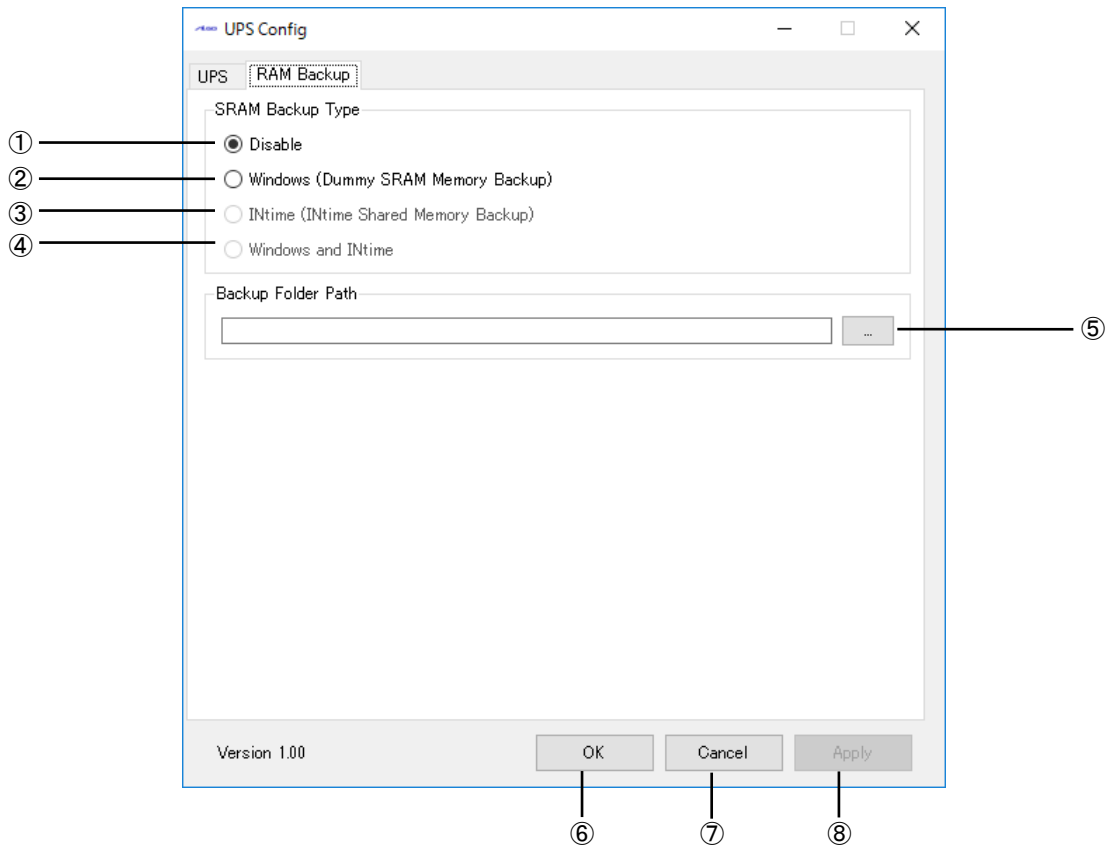 UPS Config
UPS RAM Backup
SRAM Backup Type
① Disable
② Windows (Dummy SRAM Memory Backup)
③ INtime (INtime Shared Memory Backup)
④ Windows and INtime
Backup Folder Path
... ⑤
Version 1.00 OK Cancel Apply
⑥ ⑦ ⑧